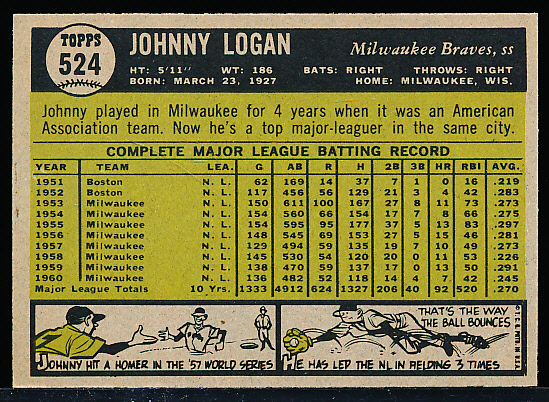 TOPPS
524
JOHNNY LOGAN
Milwaukee Braves, ss
HT: 5'11" WT: 186 BATS: RIGHT THROWS: RIGHT
BORN: MARCH 23, 1927 HOME: MILWAUKEE, WIS.
Johnny played in Milwaukee for 4 years when it was an American
Association team. Now he's a top major-leaguer in the same city.
COMPLETE MAJOR LEAGUE BATTING RECORD
YEAR TEAM LEA. G AB R H 2B 3B HR RBI AVG.
1951 Boston N. L. 62 169 14 37 7 1 0 16 .219
1952 Boston N. L. 117 456 56 129 21 3 4 42 .283
1953 Milwaukee N. L. 150 611 100 167 27 8 11 73 .273
1954 Milwaukee N. L. 154 560 66 154 17 7 8 66 .275
1955 Milwaukee N. L. 154 595 95 177 37 5 13 83 .297
1956 Milwaukee N. L. 148 545 69 153 27 5 15 46 .281
1957 Milwaukee N. L. 129 494 59 135 19 7 10 49 .273
1958 Milwaukee N. L. 145 530 54 120 20 0 11 53 .226
1959 Milwaukee N. L. 138 470 59 137 17 0 13 50 .291
1960 Milwaukee N. L. 136 482 52 118 14 4 7 42 .245
Major League Totals 10 Yrs. 1333 4912 624 1327 206 40 92 520 .270
JOHNNY HIT A HOMER IN THE '57 WORLD SERIES
THAT'S THE WAY
THE BALL BOUNCES
HE HAS LED THE N.L. IN FIELDING 3 TIMES